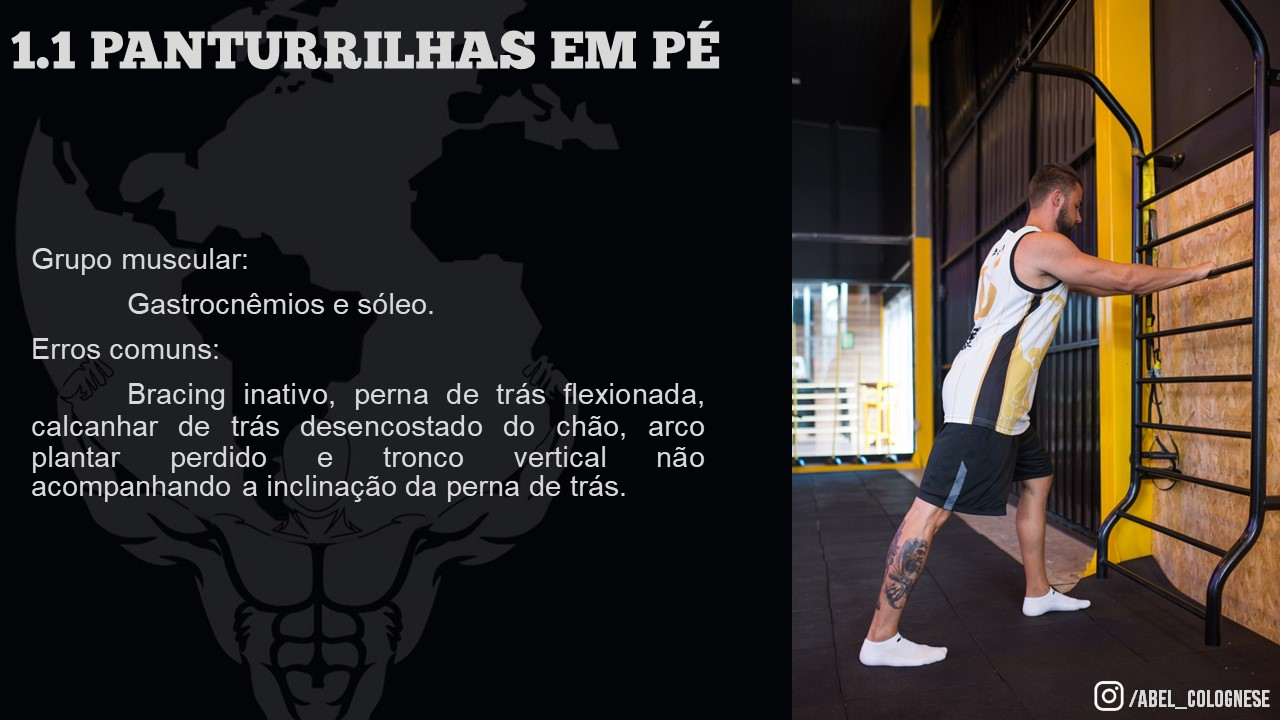 1.1 PANTURRILHAS EM PÉ
Grupo muscular:
Gastrocnêmios e sóleo.
Erros comuns:
Bracing inativo, perna de trás flexionada,
calcanhar de trás desencostado do chão, arco
plantar perdido e tronco vertical não
acompanhando a inclinação da perna de trás.
/ABEL_COLOGNESE